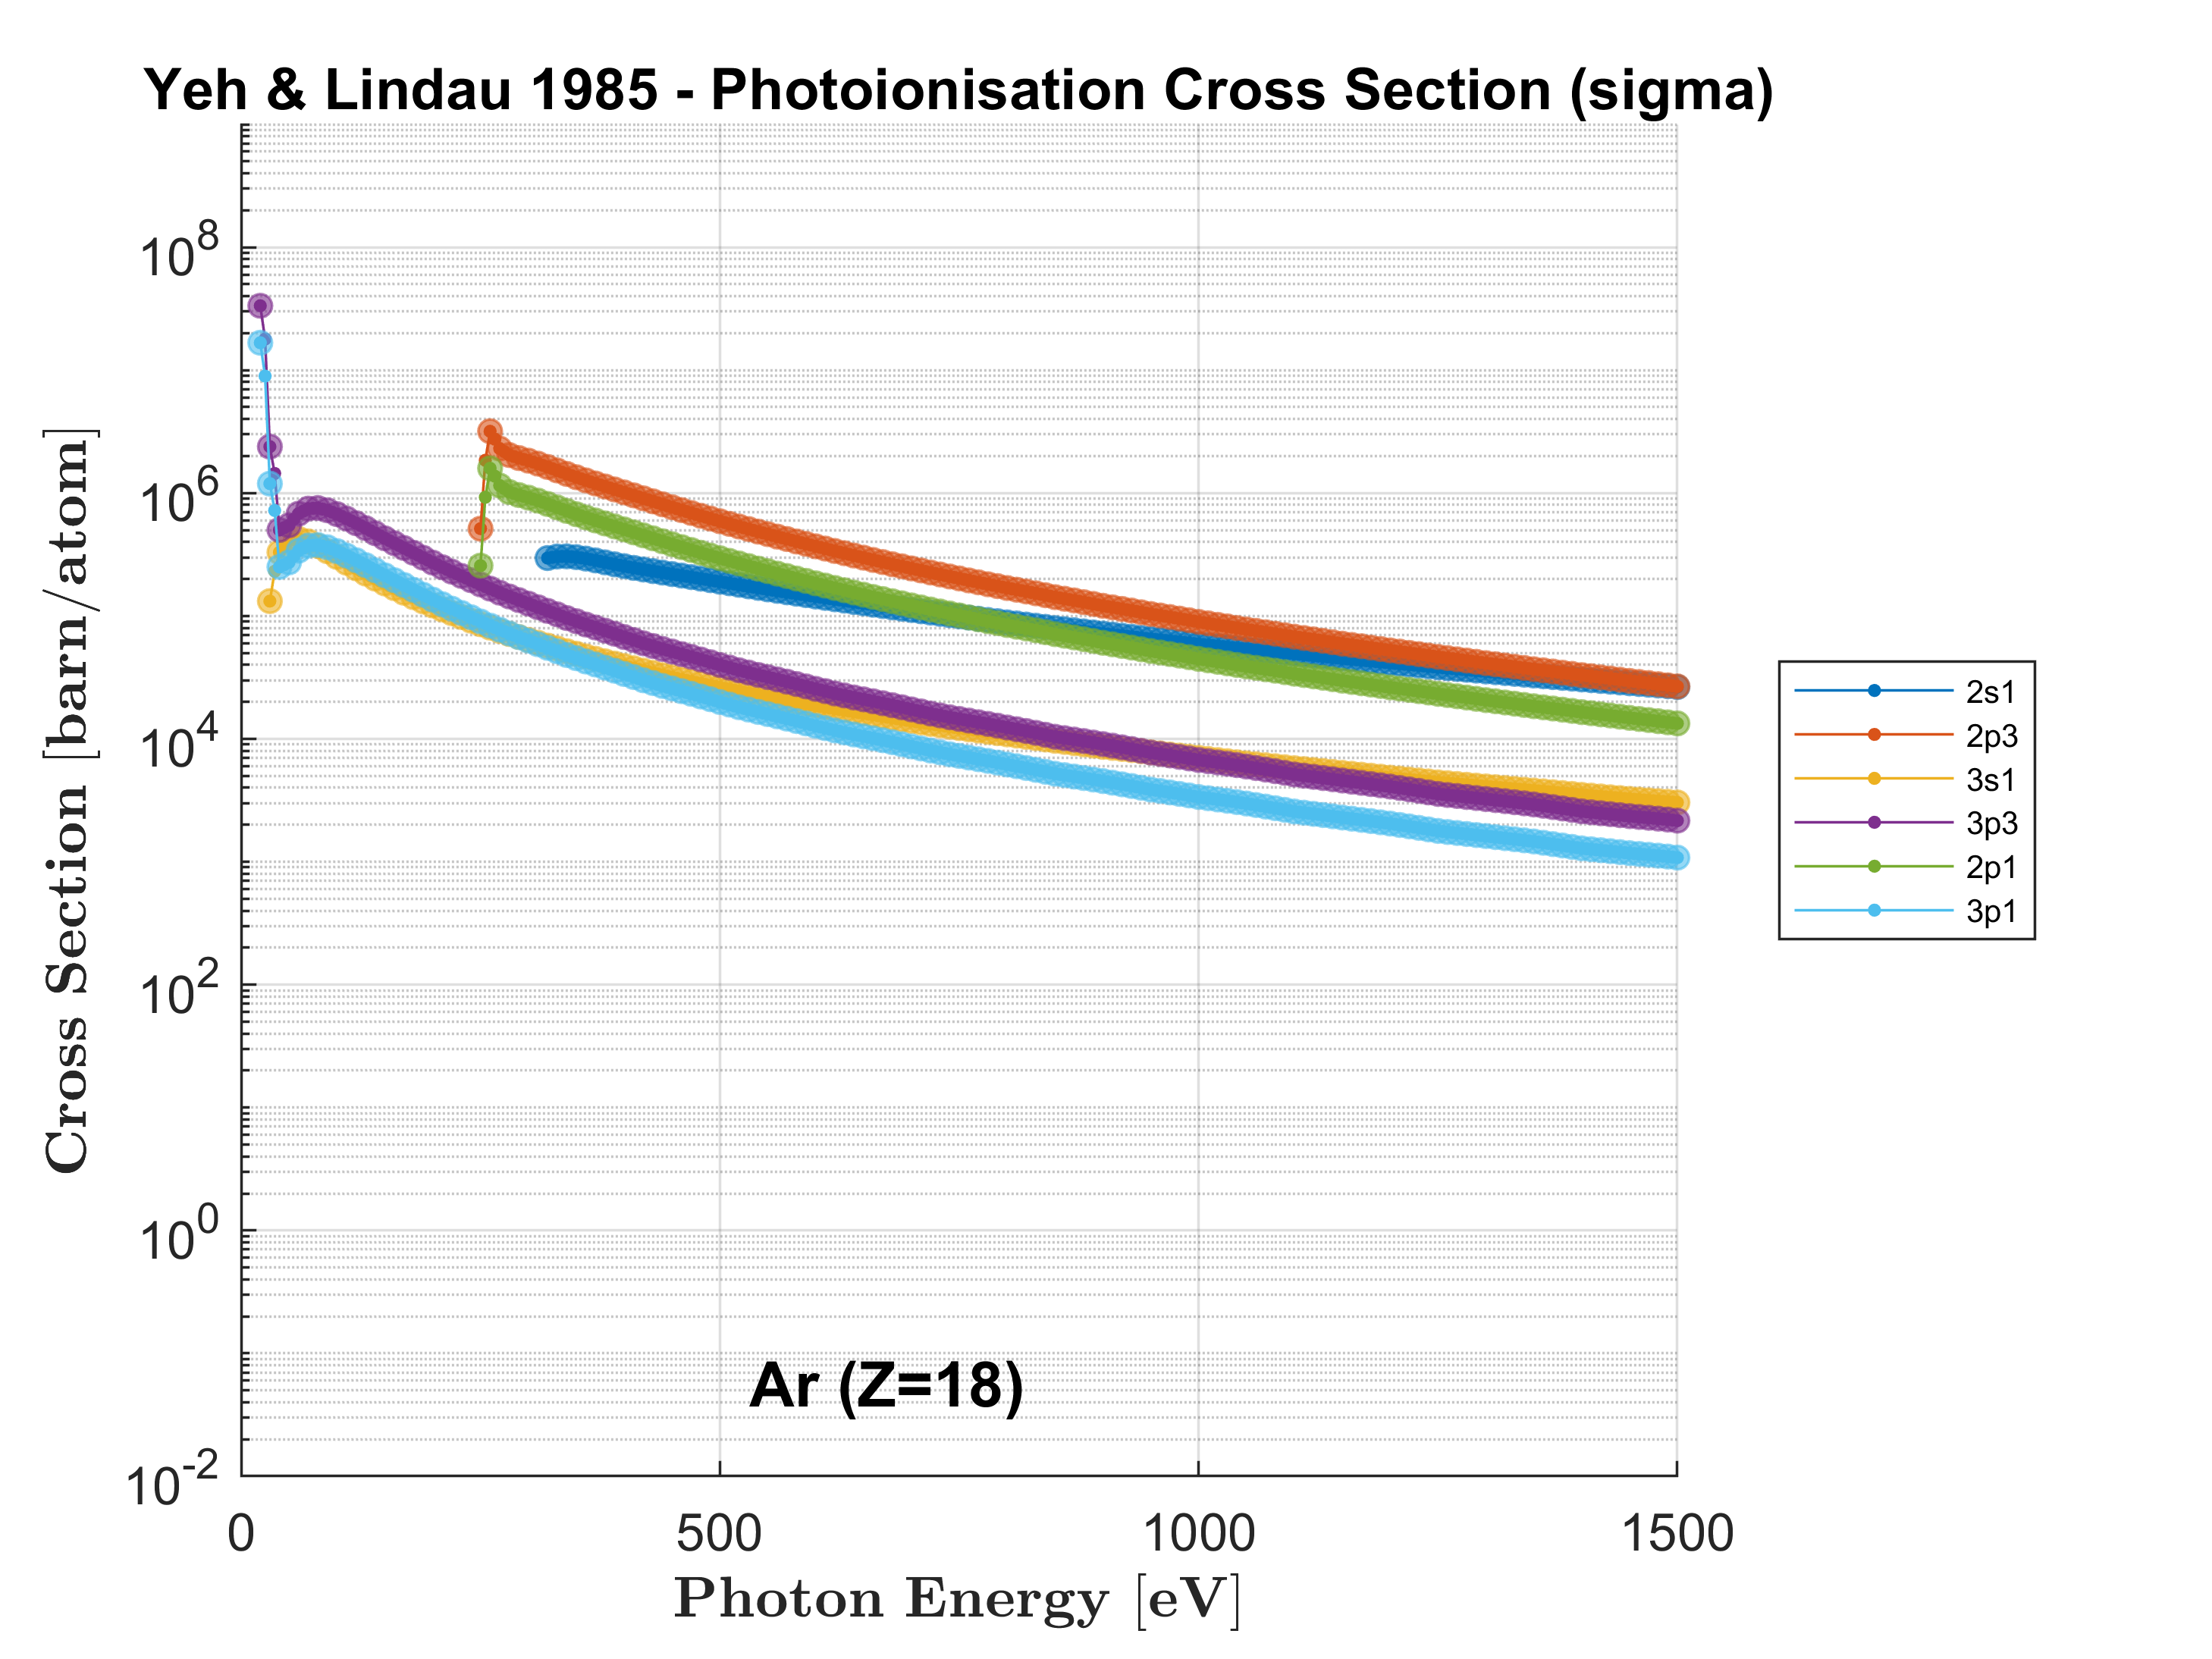 Yeh & Lindau 1985 - Photoionisation Cross Section (sigma)
Cross Section [barn/atom]
10^8
10^6
10^4
10^2
10^0
10^-2
0 500 1000 1500
Photon Energy [eV]
Ar (Z=18)
2s1
2p3
3s1
3p3
2p1
3p1